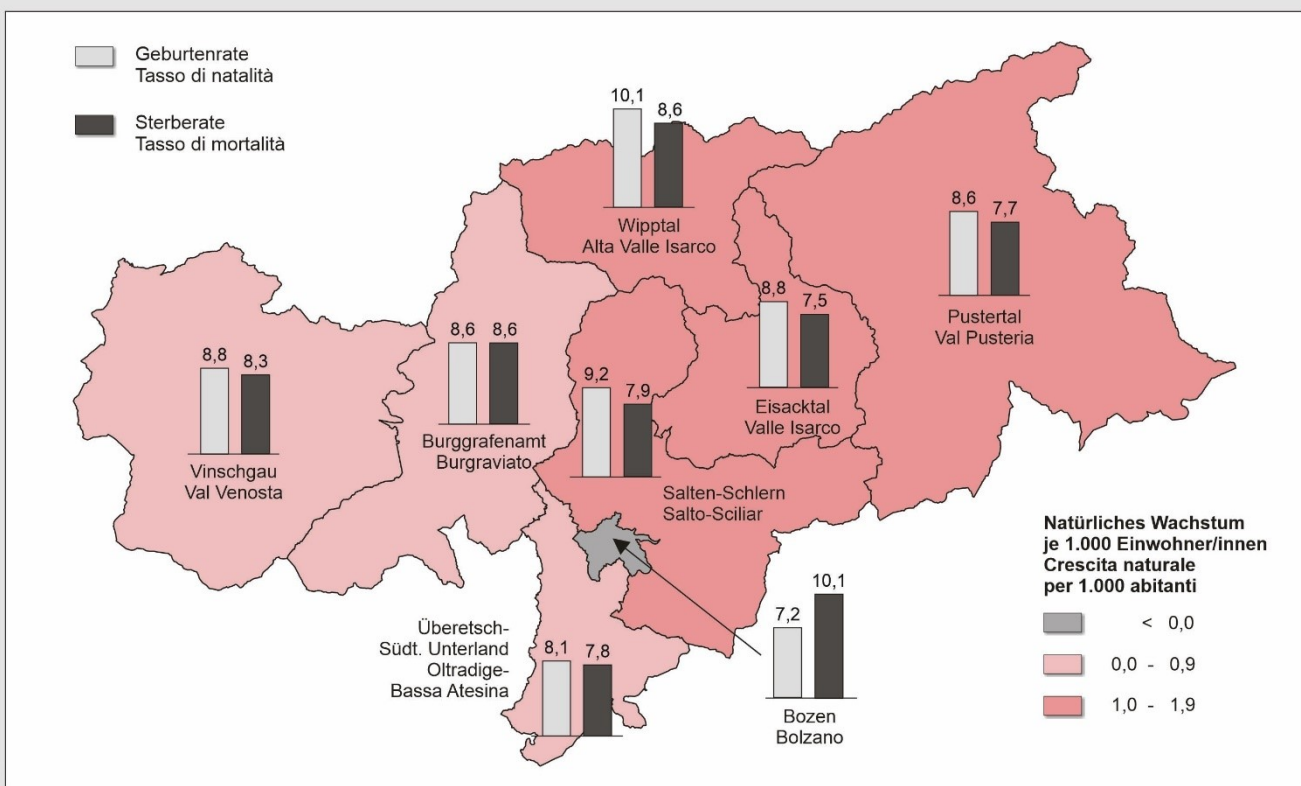 Geburtenrate
Tasso di natalità
Sterberate
Tasso di mortalità
10,1
8,6
Wipptal
Alta Valle Isarco
8,6
7,7
Pustertal
Val Pusteria
8,8
7,5
Eisacktal
Valle Isarco
8,8
8,3
Vinschgau
Val Venosta
8,6
8,6
Burggrafenamt
Burgraviato
9,2
7,9
Salten-Schlern
Salto-Sciliar
Überetsch-
Südt. Unterland
Oltradige-
Bassa Atesina
8,1
7,8
7,2
10,1
Bozen
Bolzano
Natürliches Wachstum
je 1.000 Einwohner/innen
Crescita naturale
per 1.000 abitanti
< 0,0
0,0 - 0,9
1,0 - 1,9